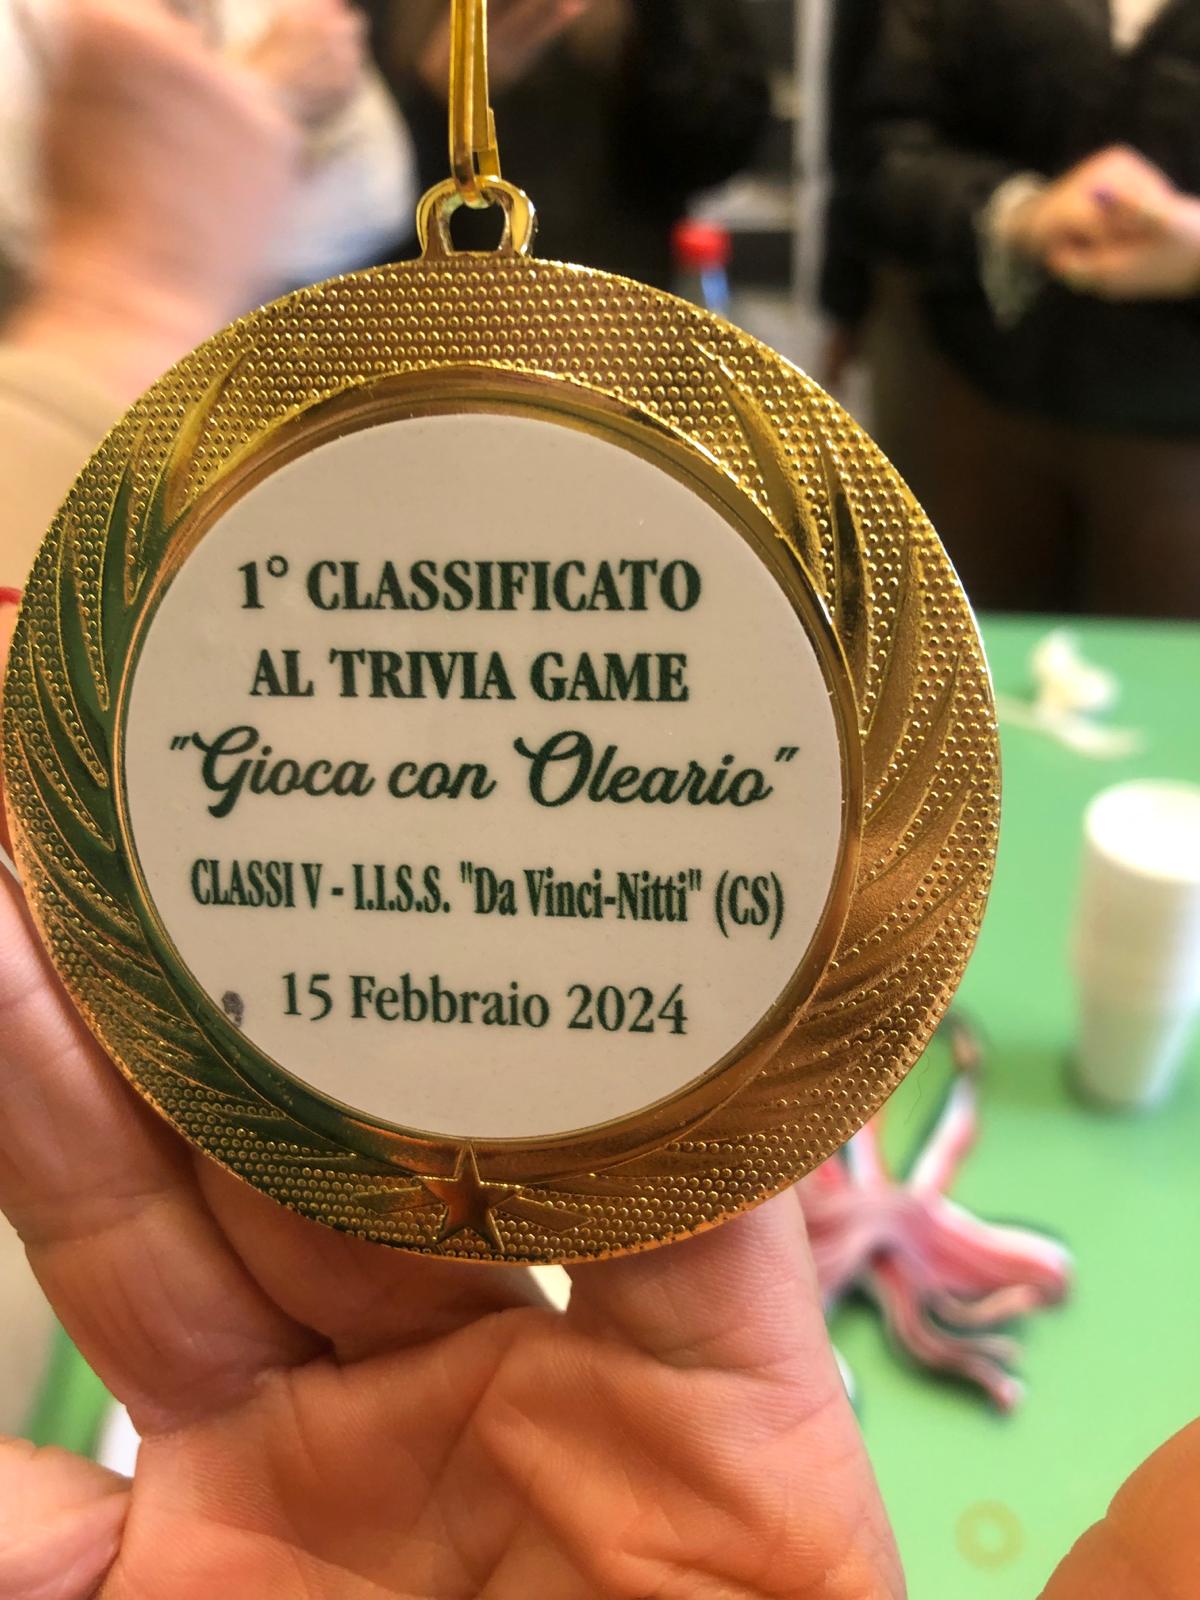 1° CLASSIFICATO
AL TRIVIA GAME
"Gioca con Oleario"
CLASSI V - I.I.S.S. "Da Vinci-Nitti" (CS)
15 Febbraio 2024